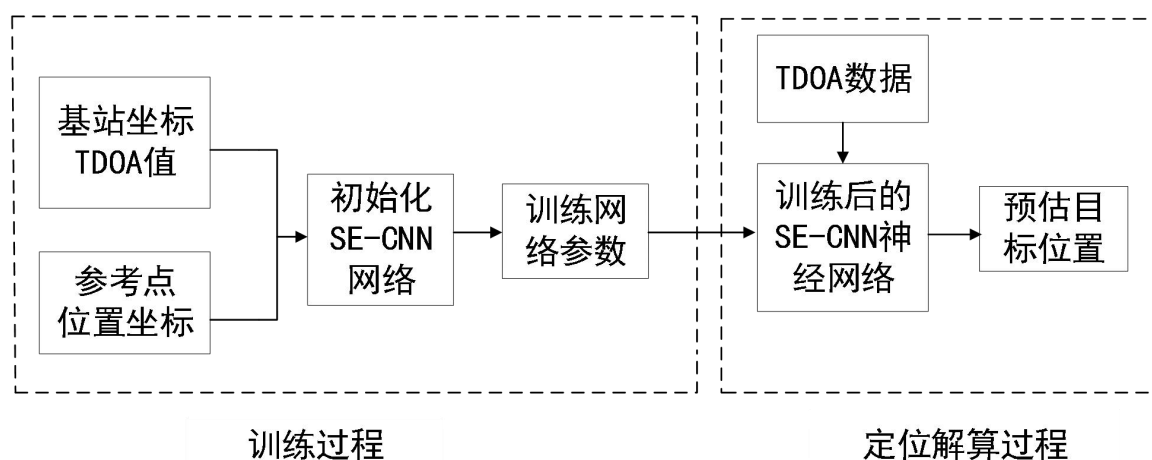 基站坐标
TDOA值
参考点
位置坐标
初始化
SE-CNN
网络
训练网
络参数
TDOA数据
训练后的
SE-CNN神
经网络
预估目
标位置
训练过程
定位解算过程